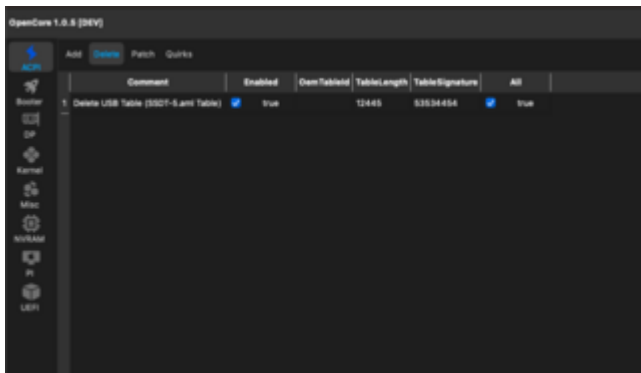 OpenCore 1.0.5 [DEV]
Add Delete Patch Quirks
ACPI
Comment Enabled OemTableId TableLength TableSignature All
1 Delete USB Table (SSDT-5.aml Table) true 12445 53534454 true
Booter
DP
Kernel
Misc
NVRAM
PI
UEFI